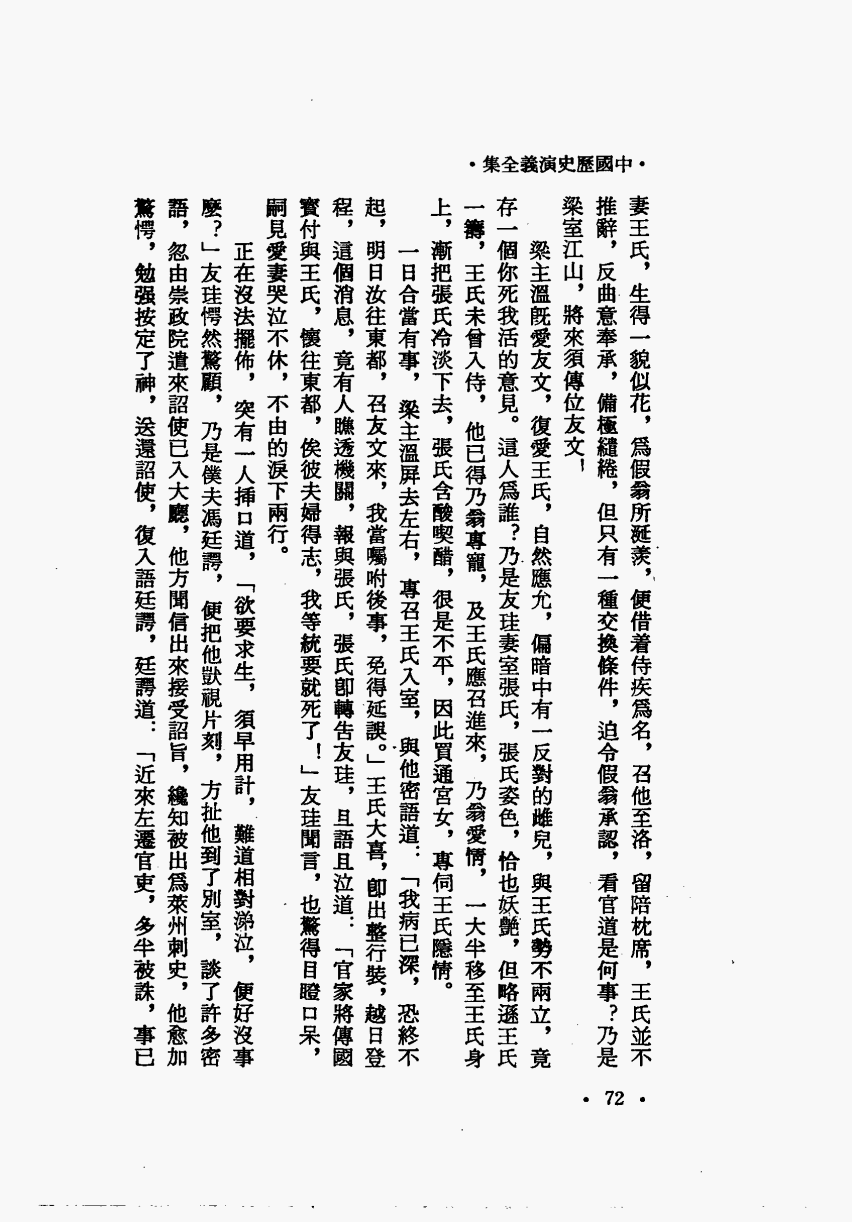 ·中國歷史演義全集·
妻王氏，生得一貌似花，爲假翁所涎羡，便借着侍疾爲名，召他至洛，留陪枕席，王氏並不
推辭，反曲意奉承，備極繾綣，但只有一種交換條件，迫令假翁承認，看官道是何事？乃是
梁室江山，將來須傳位友文！
梁主溫旣愛友文，復愛王氏，自然應允，偏暗中有一反對的雌兒，與王氏勢不兩立，竟
存一個你死我活的意見。這人爲誰？乃是友珪妻室張氏，張氏姿色，恰也妖艷，但略遜王氏
一籌，王氏未曾入侍，他已得乃翁專寵，及王氏應召進來，乃翁愛情，一大半移至王氏身
上，漸把張氏冷淡下去，張氏含酸喫醋，很是不平，因此買通宮女，專伺王氏隱情。
一日合當有事，梁主溫屏去左右，專召王氏入室，與他密語道：「我病已深，恐終不
起，明日汝往東都，召友文來，我當囑咐後事，免得延誤。」王氏大喜，卽出整行裝，越日登
程，這個消息，竟有人瞧透機關，報與張氏，張氏卽轉告友珪，且語且泣道：「官家將傳國
寳付與王氏，懷往東都，俟彼夫婦得志，我等統要就死了！」友珪聞言，也驚得目瞪口呆，
嗣見愛妻哭泣不休，不由的淚下兩行。
正在沒法擺佈，突有一人揷口道，「欲要求生，須早用計，難道相對涕泣，便好沒事
麼？」友珪愕然驚顧，乃是僕夫馮廷諤，便把他獃視片刻，方扯他到了別室，談了許多密
語，忽由崇政院遣來詔使已入大廳，他方聞信出來接受詔旨，纔知被出爲萊州刺史，他愈加
驚愕，勉强按定了神，送還詔使，復入語廷諤，廷諤道：「近來左遷官吏，多半被誅，事已
·72·